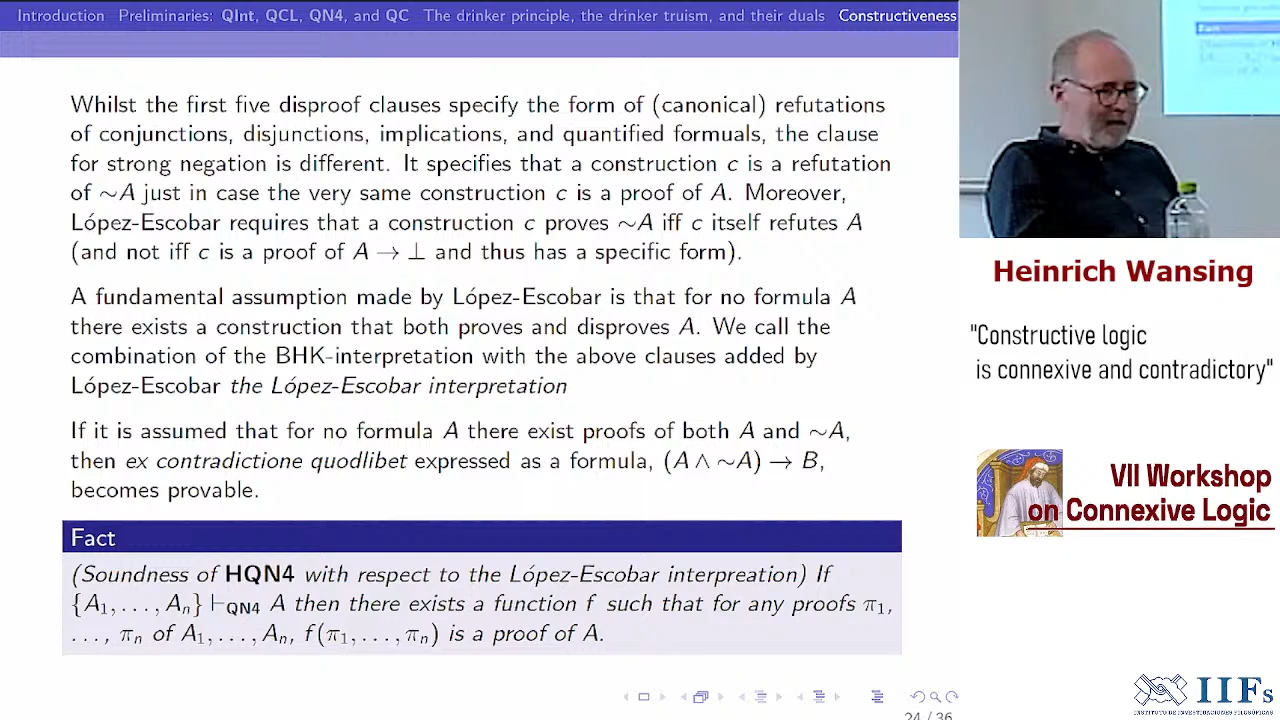 Introduction Preliminaries: QInt, QCL, QN4, and QC The drinker principle, the drinker truism, and their duals Constructiveness
Whilst the first five disproof clauses specify the form of (canonical) refutations
of conjunctions, disjunctions, implications, and quantified formuals, the clause
for strong negation is different. It specifies that a construction c is a refutation
of ∼A just in case the very same construction c is a proof of A. Moreover,
López-Escobar requires that a construction c proves ∼A iff c itself refutes A
(and not iff c is a proof of A → ⊥ and thus has a specific form).
A fundamental assumption made by López-Escobar is that for no formula A
there exists a construction that both proves and disproves A. We call the
combination of the BHK-interpretation with the above clauses added by
López-Escobar the López-Escobar interpretation
If it is assumed that for no formula A there exist proofs of both A and ∼A,
then ex contradictione quodlibet expressed as a formula, (A ∧ ∼A) → B,
becomes provable.
Fact
(Soundness of HQN4 with respect to the López-Escobar interpreation) If
{A₁, . . . , Aₙ} ⊢QN4 A then there exists a function f such that for any proofs π₁,
. . . , πₙ of A₁, . . . , Aₙ, f(π₁, . . . , πₙ) is a proof of A.
24 / 36
Heinrich Wansing
"Constructive logic
is connexive and contradictory"
VII Workshop
on Connexive Logic
IIFs
INSTITUTO DE INVESTIGACIONES FILOSÓFICAS